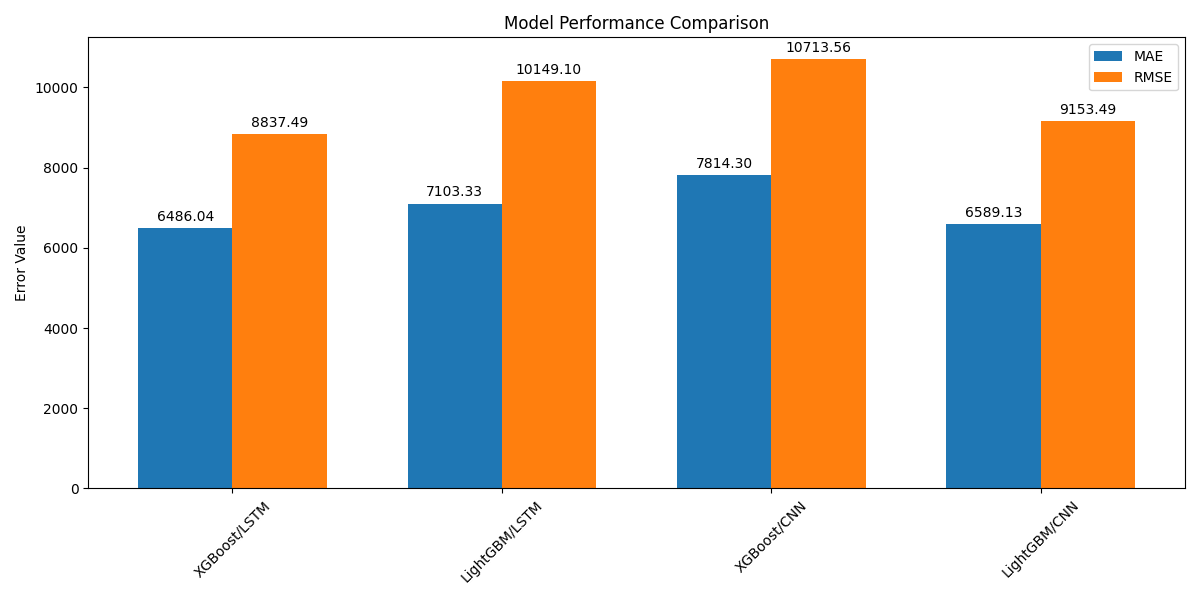 Model Performance Comparison
MAE
RMSE
Error Value
10000
8000
6000
4000
2000
0
6486.04
8837.49
7103.33
10149.10
7814.30
10713.56
6589.13
9153.49
XGBoost/LSTM
LightGBM/LSTM
XGBoost/CNN
LightGBM/CNN